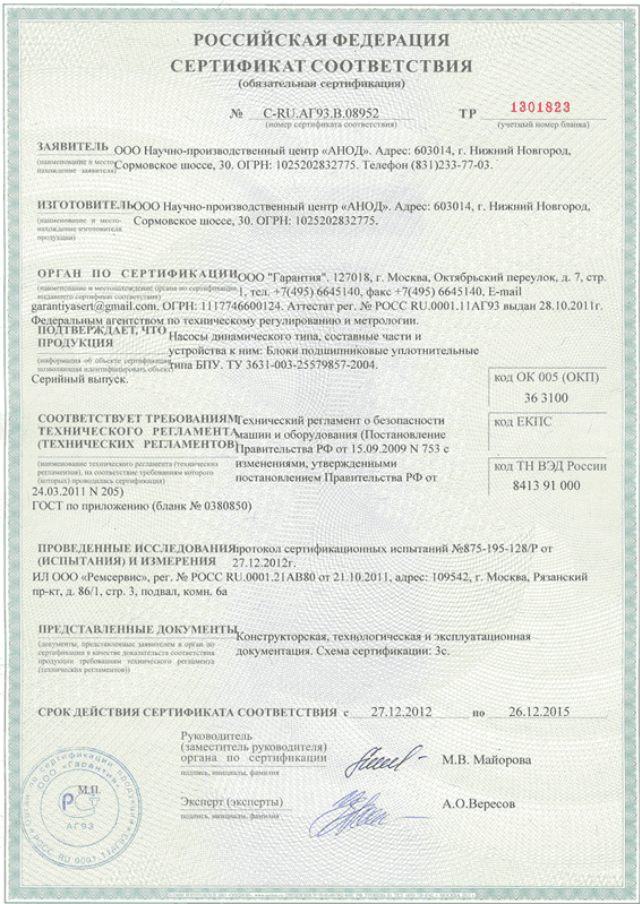 РОССИЙСКАЯ ФЕДЕРАЦИЯ
СЕРТИФИКАТ СООТВЕТСТВИЯ
(обязательная сертификация)
№ С-RU.АГ93.В.08952 ТР 1301823
(номер сертификата соответствия) (учетный номер бланка)
ЗАЯВИТЕЛЬ ООО Научно-производственный центр «АНОД». Адрес: 603014, г. Нижний Новгород,
(наименование и место-
нахождение заявителя) Сормовское шоссе, 30. ОГРН: 1025202832775. Телефон (831)233-77-03.
ИЗГОТОВИТЕЛЬ ООО Научно-производственный центр «АНОД». Адрес: 603014, г. Нижний Новгород,
(наименование и место-
нахождение изготовителя
продукции) Сормовское шоссе, 30. ОГРН: 1025202832775.
ОРГАН ПО СЕРТИФИКАЦИИ ООО "Гарантия". 127018, г. Москва, Октябрьский переулок, д. 7, стр.
(наименование и местонахождение органа по сертификации,
выдавшего сертификат соответствия) 1, тел. +7(495) 6645140, факс +7(495) 6645140, E-mail
garantiyasert@gmail.com. ОГРН: 1117746600124. Аттестат рег. № РОСС RU.0001.11АГ93 выдан 28.10.2011г.
Федеральным агентством по техническому регулированию и метрологии.
ПОДТВЕРЖДАЕТ, ЧТО
ПРОДУКЦИЯ Насосы динамического типа, составные части и
устройства к ним: Блоки подшипниковые уплотнительные
(информация об объекте сертификации,
позволяющая идентифицировать объект) типа БПУ. ТУ 3631-003-25579857-2004.
Серийный выпуск.
код ОК 005 (ОКП)
36 3100
СООТВЕТСТВУЕТ ТРЕБОВАНИЯМ Технический регламент о безопасности
ТЕХНИЧЕСКОГО РЕГЛАМЕНТА машин и оборудования (Постановление
(ТЕХНИЧЕСКИХ РЕГЛАМЕНТОВ) Правительства РФ от 15.09.2009 N 753 с
код ЕКПС
(наименование технического регламента (технических
регламентов), на соответствие требованиям которого
(которых) проводилась сертификация)
изменениями, утвержденными
постановлением Правительства РФ от
код ТН ВЭД России
8413 91 000
24.03.2011 N 205)
ГОСТ по приложению (бланк № 0380850)
ПРОВЕДЕННЫЕ ИССЛЕДОВАНИЯ протокол сертификационных испытаний №875-195-128/Р от
(ИСПЫТАНИЯ) И ИЗМЕРЕНИЯ 27.12.2012г.
ИЛ ООО «Ремсервис», рег. № РОСС RU.0001.21АВ80 от 21.10.2011, адрес: 109542, г. Москва, Рязанский
пр-кт, д. 86/1, стр. 3, подвал, комн. 6а
ПРЕДСТАВЛЕННЫЕ ДОКУМЕНТЫ Конструкторская, технологическая и эксплуатационная
(документы, представленные заявителем в орган по
сертификации в качестве доказательств соответствия
продукции требованиям технического регламента
(технических регламентов))
документация. Схема сертификации: 3с.
СРОК ДЕЙСТВИЯ СЕРТИФИКАТА СООТВЕТСТВИЯ с 27.12.2012 по 26.12.2015
Руководитель
(заместитель руководителя)
органа по сертификации М.В. Майорова
подпись, инициалы, фамилия
М.П.
Эксперт (эксперты) А.О.Вересов
подпись, инициалы, фамилия
ООО «Гарантия»
АГ93